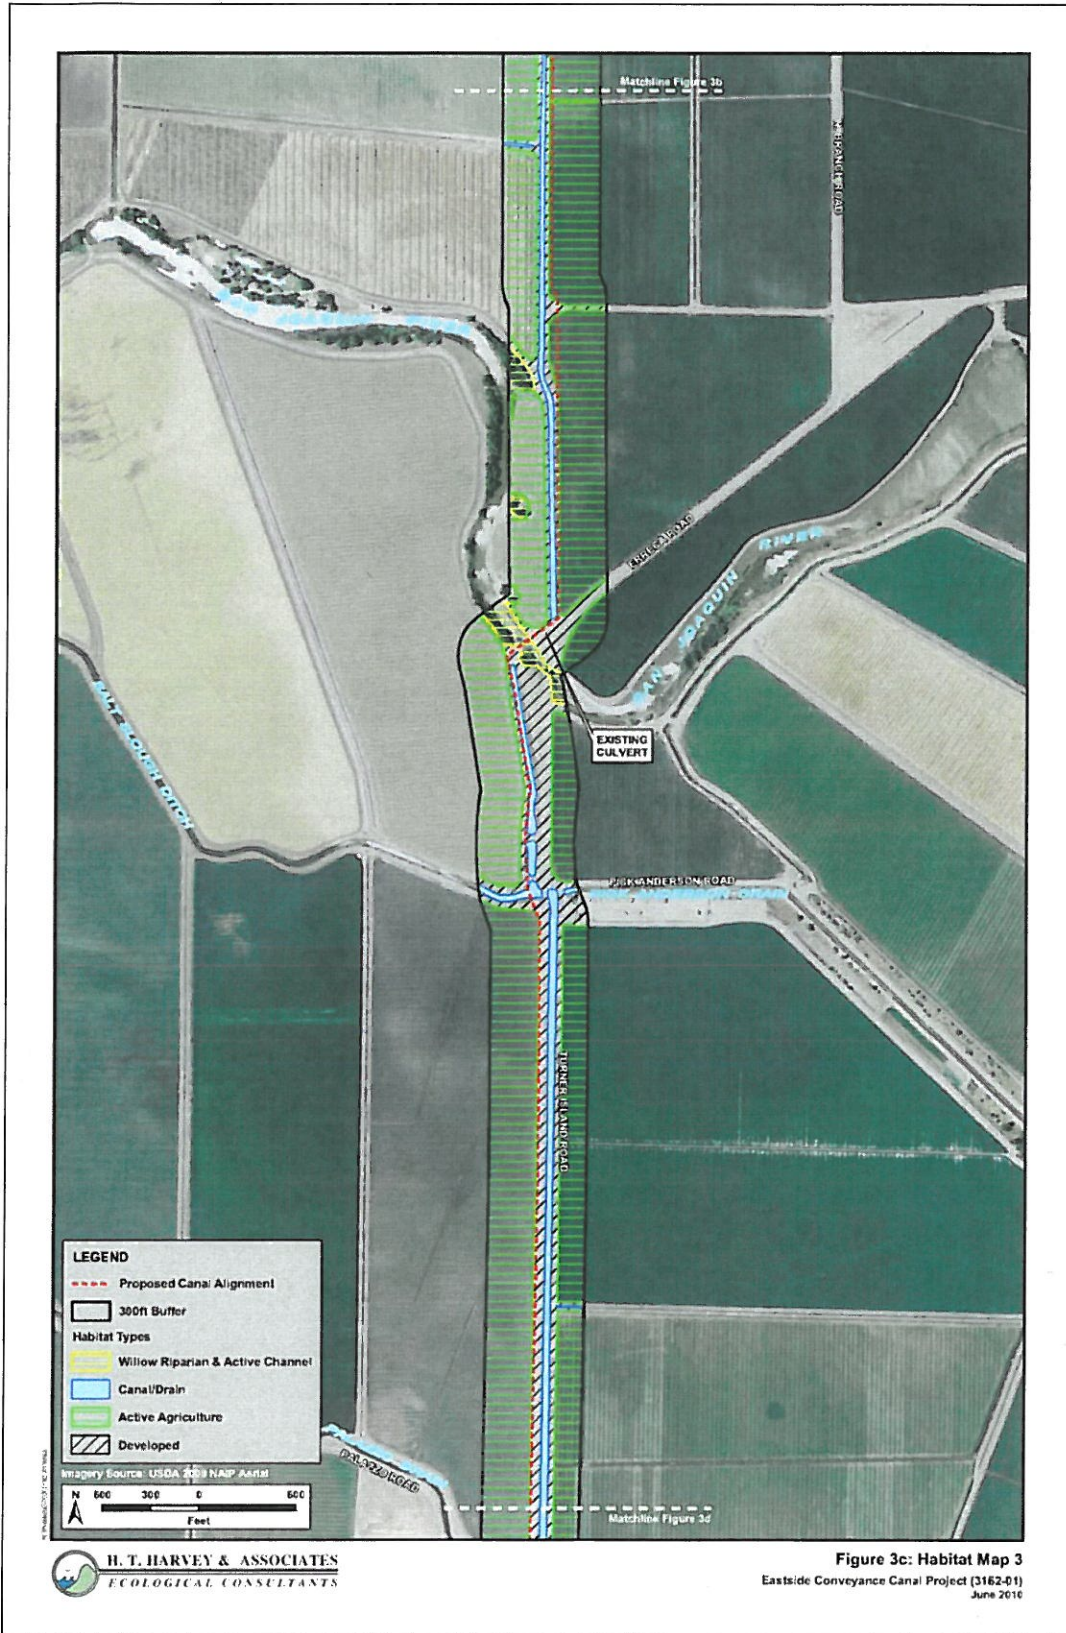 Matchline Figure 3b
SAN JOAQUIN RIVER
ERRECA ROAD
SAN JOAQUIN RIVER
EXISTING
CULVERT
SALT SLOUGH DITCH
PICK ANDERSON ROAD
PICK ANDERSON DRAIN
TURNER ISLAND ROAD
LEGEND
Proposed Canal Alignment
300ft Buffer
Habitat Types
Willow Riparian & Active Channel
Canal/Drain
Active Agriculture
Developed
Imagery Source: USDA 2009 NAIP Aerial
N 600 300 0 600
Feet
PALAZZO ROAD
Matchline Figure 3d
H. T. HARVEY & ASSOCIATES
ECOLOGICAL CONSULTANTS
Figure 3c: Habitat Map 3
Eastside Conveyance Canal Project (3162-01)
June 2010